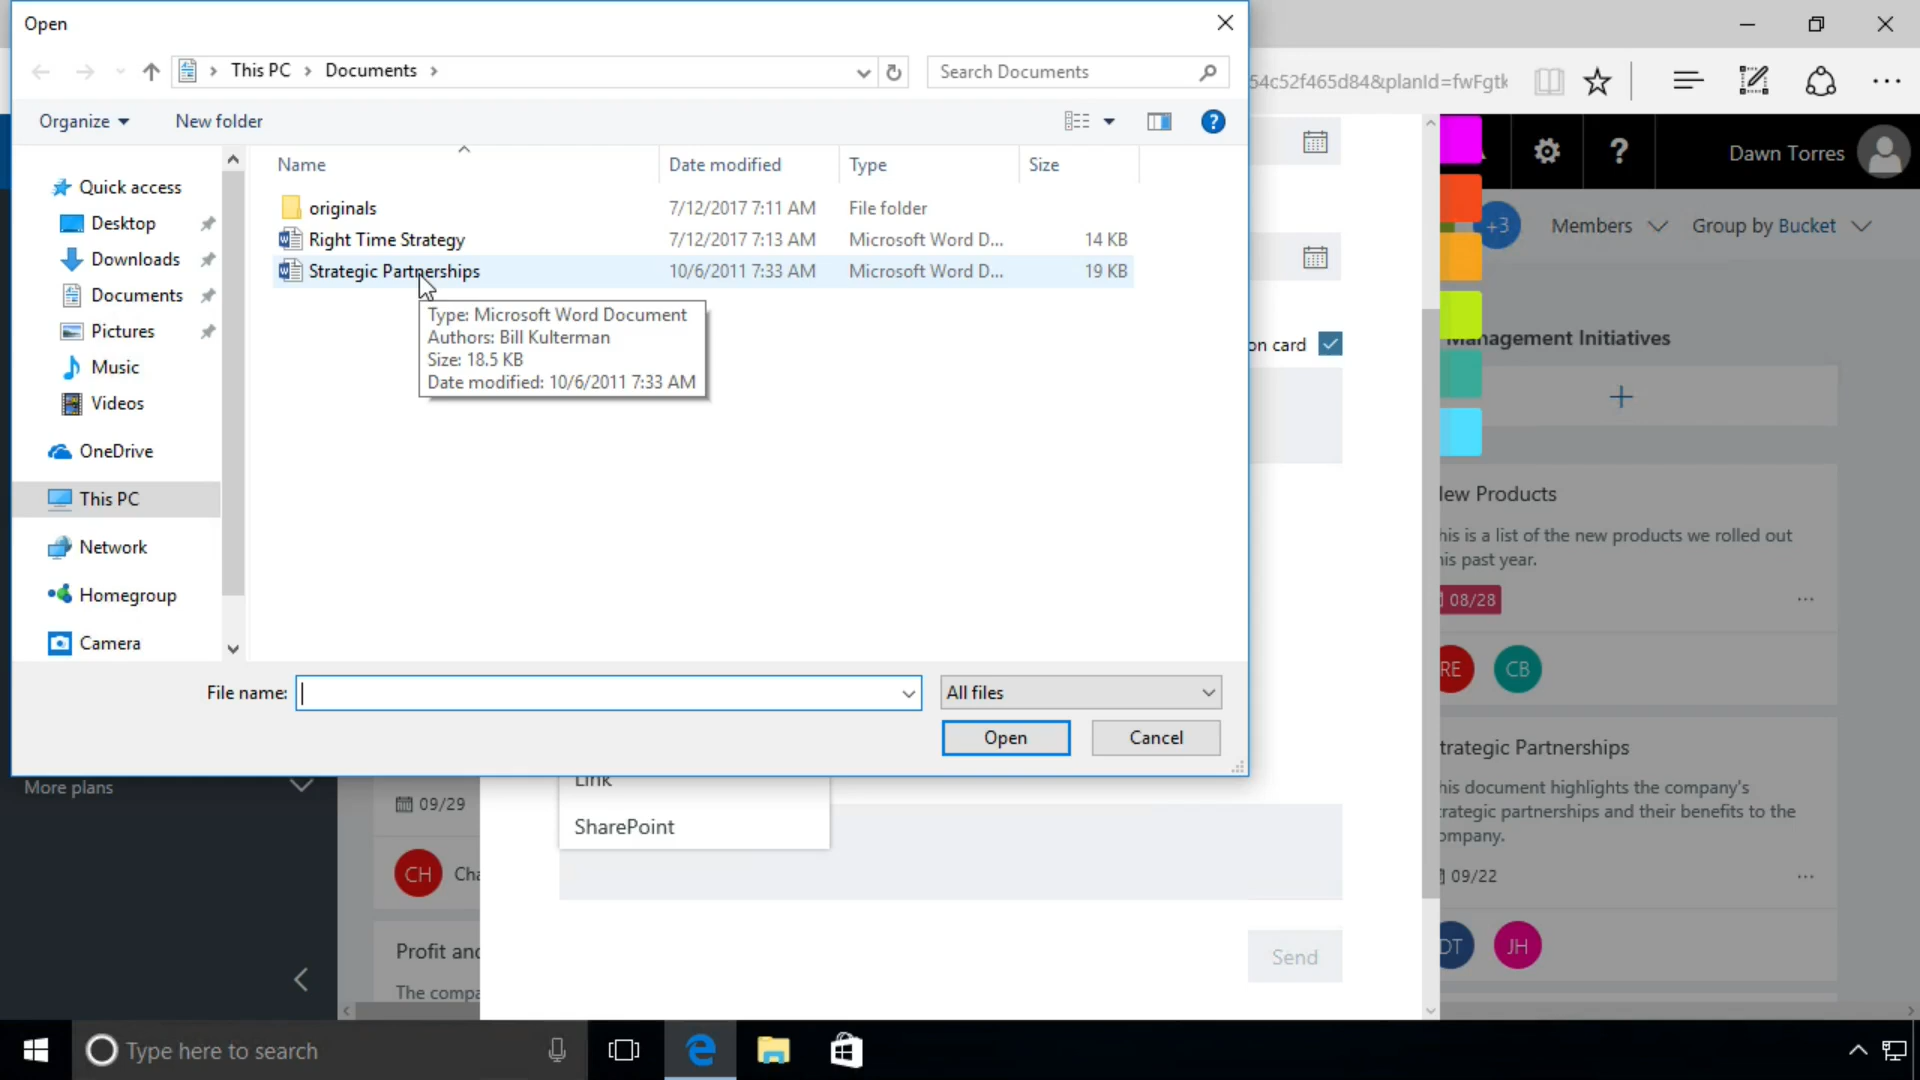 Open
This PC
Documents
Search Documents
54c52f465d84&planId=fwFgtk
Organize
New folder
Dawn Torres
Name
Date modified
Type
Size
Quick access
Desktop
Downloads
Documents
Pictures
Music
Videos
OneDrive
This PC
Network
Homegroup
Camera
originals 7/12/2017 7:11 AM File folder
Right Time Strategy 7/12/2017 7:13 AM Microsoft Word D... 14 KB
Strategic Partnerships 10/6/2011 7:33 AM Microsoft Word D... 19 KB
Type: Microsoft Word Document
Authors: Bill Kulterman
Size: 18.5 KB
Date modified: 10/6/2011 7:33 AM
File name:
All files
Open
Cancel
+3
Members
Group by Bucket
on card
Management Initiatives
+
ew Products
his is a list of the new products we rolled out
is past year.
08/28
RE
CB
trategic Partnerships
his document highlights the company's
rategic partnerships and their benefits to the
ompany.
09/22
DT
JH
More plans
09/29
CH
Cha
Profit and
The compa
Link
SharePoint
Send
Type here to search